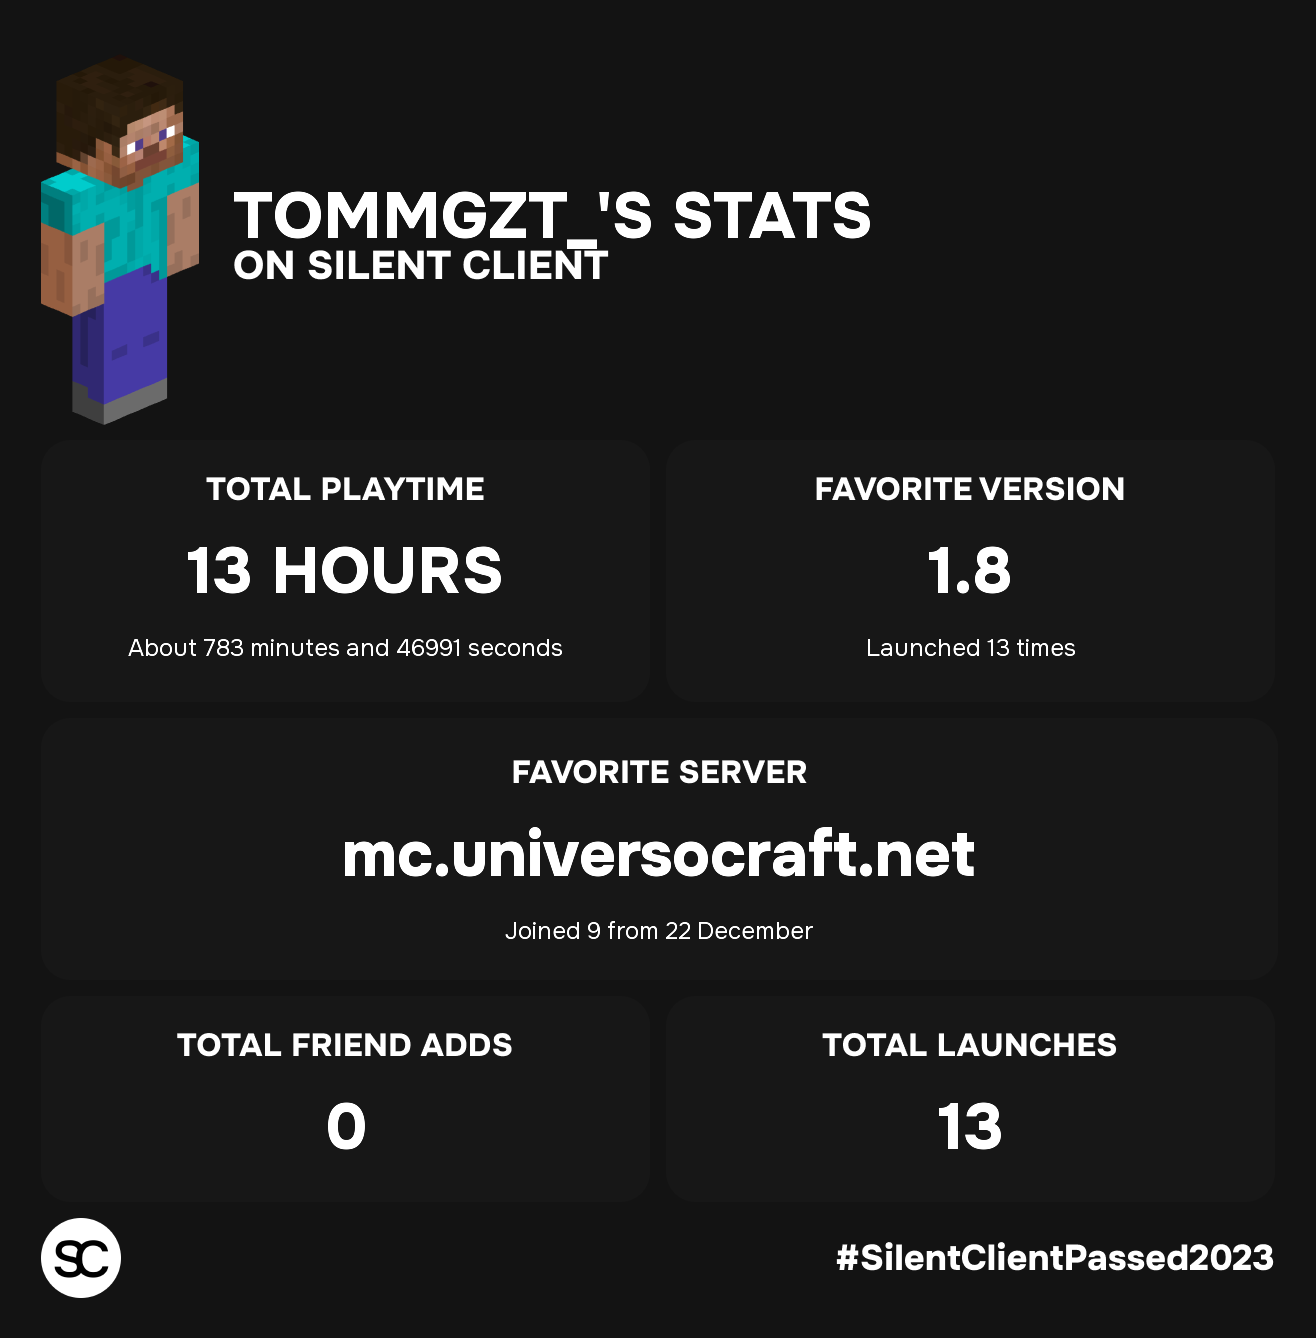 TOMMGZT_'S STATS
ON SILENT CLIENT
TOTAL PLAYTIME
13 HOURS
About 783 minutes and 46991 seconds
FAVORITE VERSION
1.8
Launched 13 times
FAVORITE SERVER
mc.universocraft.net
Joined 9 from 22 December
TOTAL FRIEND ADDS
0
TOTAL LAUNCHES
13
SC
#SilentClientPassed2023